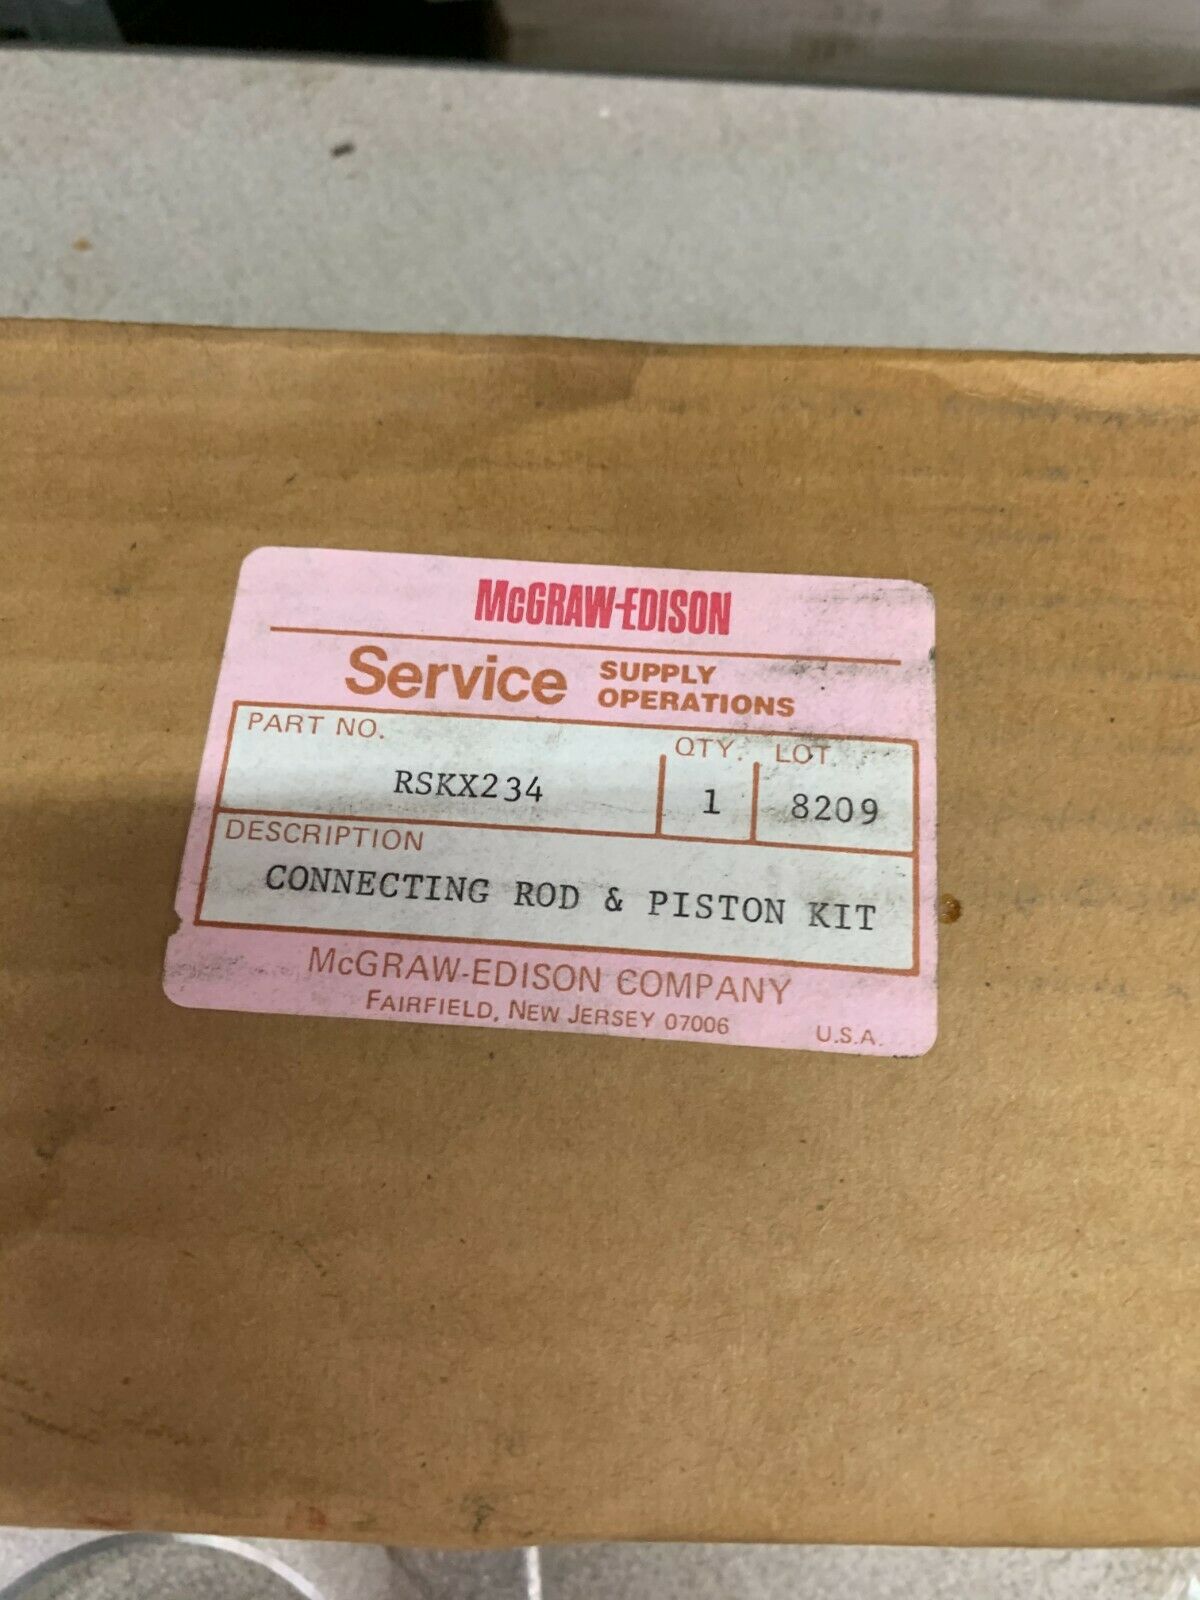 McGRAW-EDISON
Service SUPPLY OPERATIONS
PART NO. QTY. LOT
RSKX234 1 8209
DESCRIPTION
CONNECTING ROD & PISTON KIT
McGRAW-EDISON COMPANY
FAIRFIELD, NEW JERSEY 07006 U.S.A.